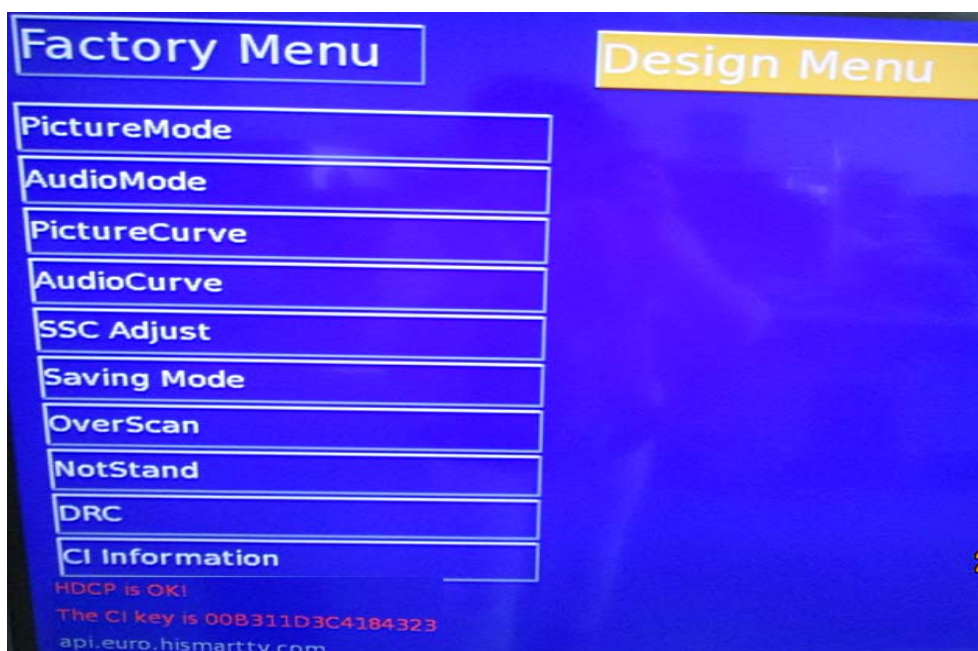 Factory Menu
Design Menu
PictureMode
AudioMode
PictureCurve
AudioCurve
SSC Adjust
Saving Mode
OverScan
NotStand
DRC
CI Information
HDCP is OK!
The CI key is 00B311D3C4184323
api.euro.hismarttv.com